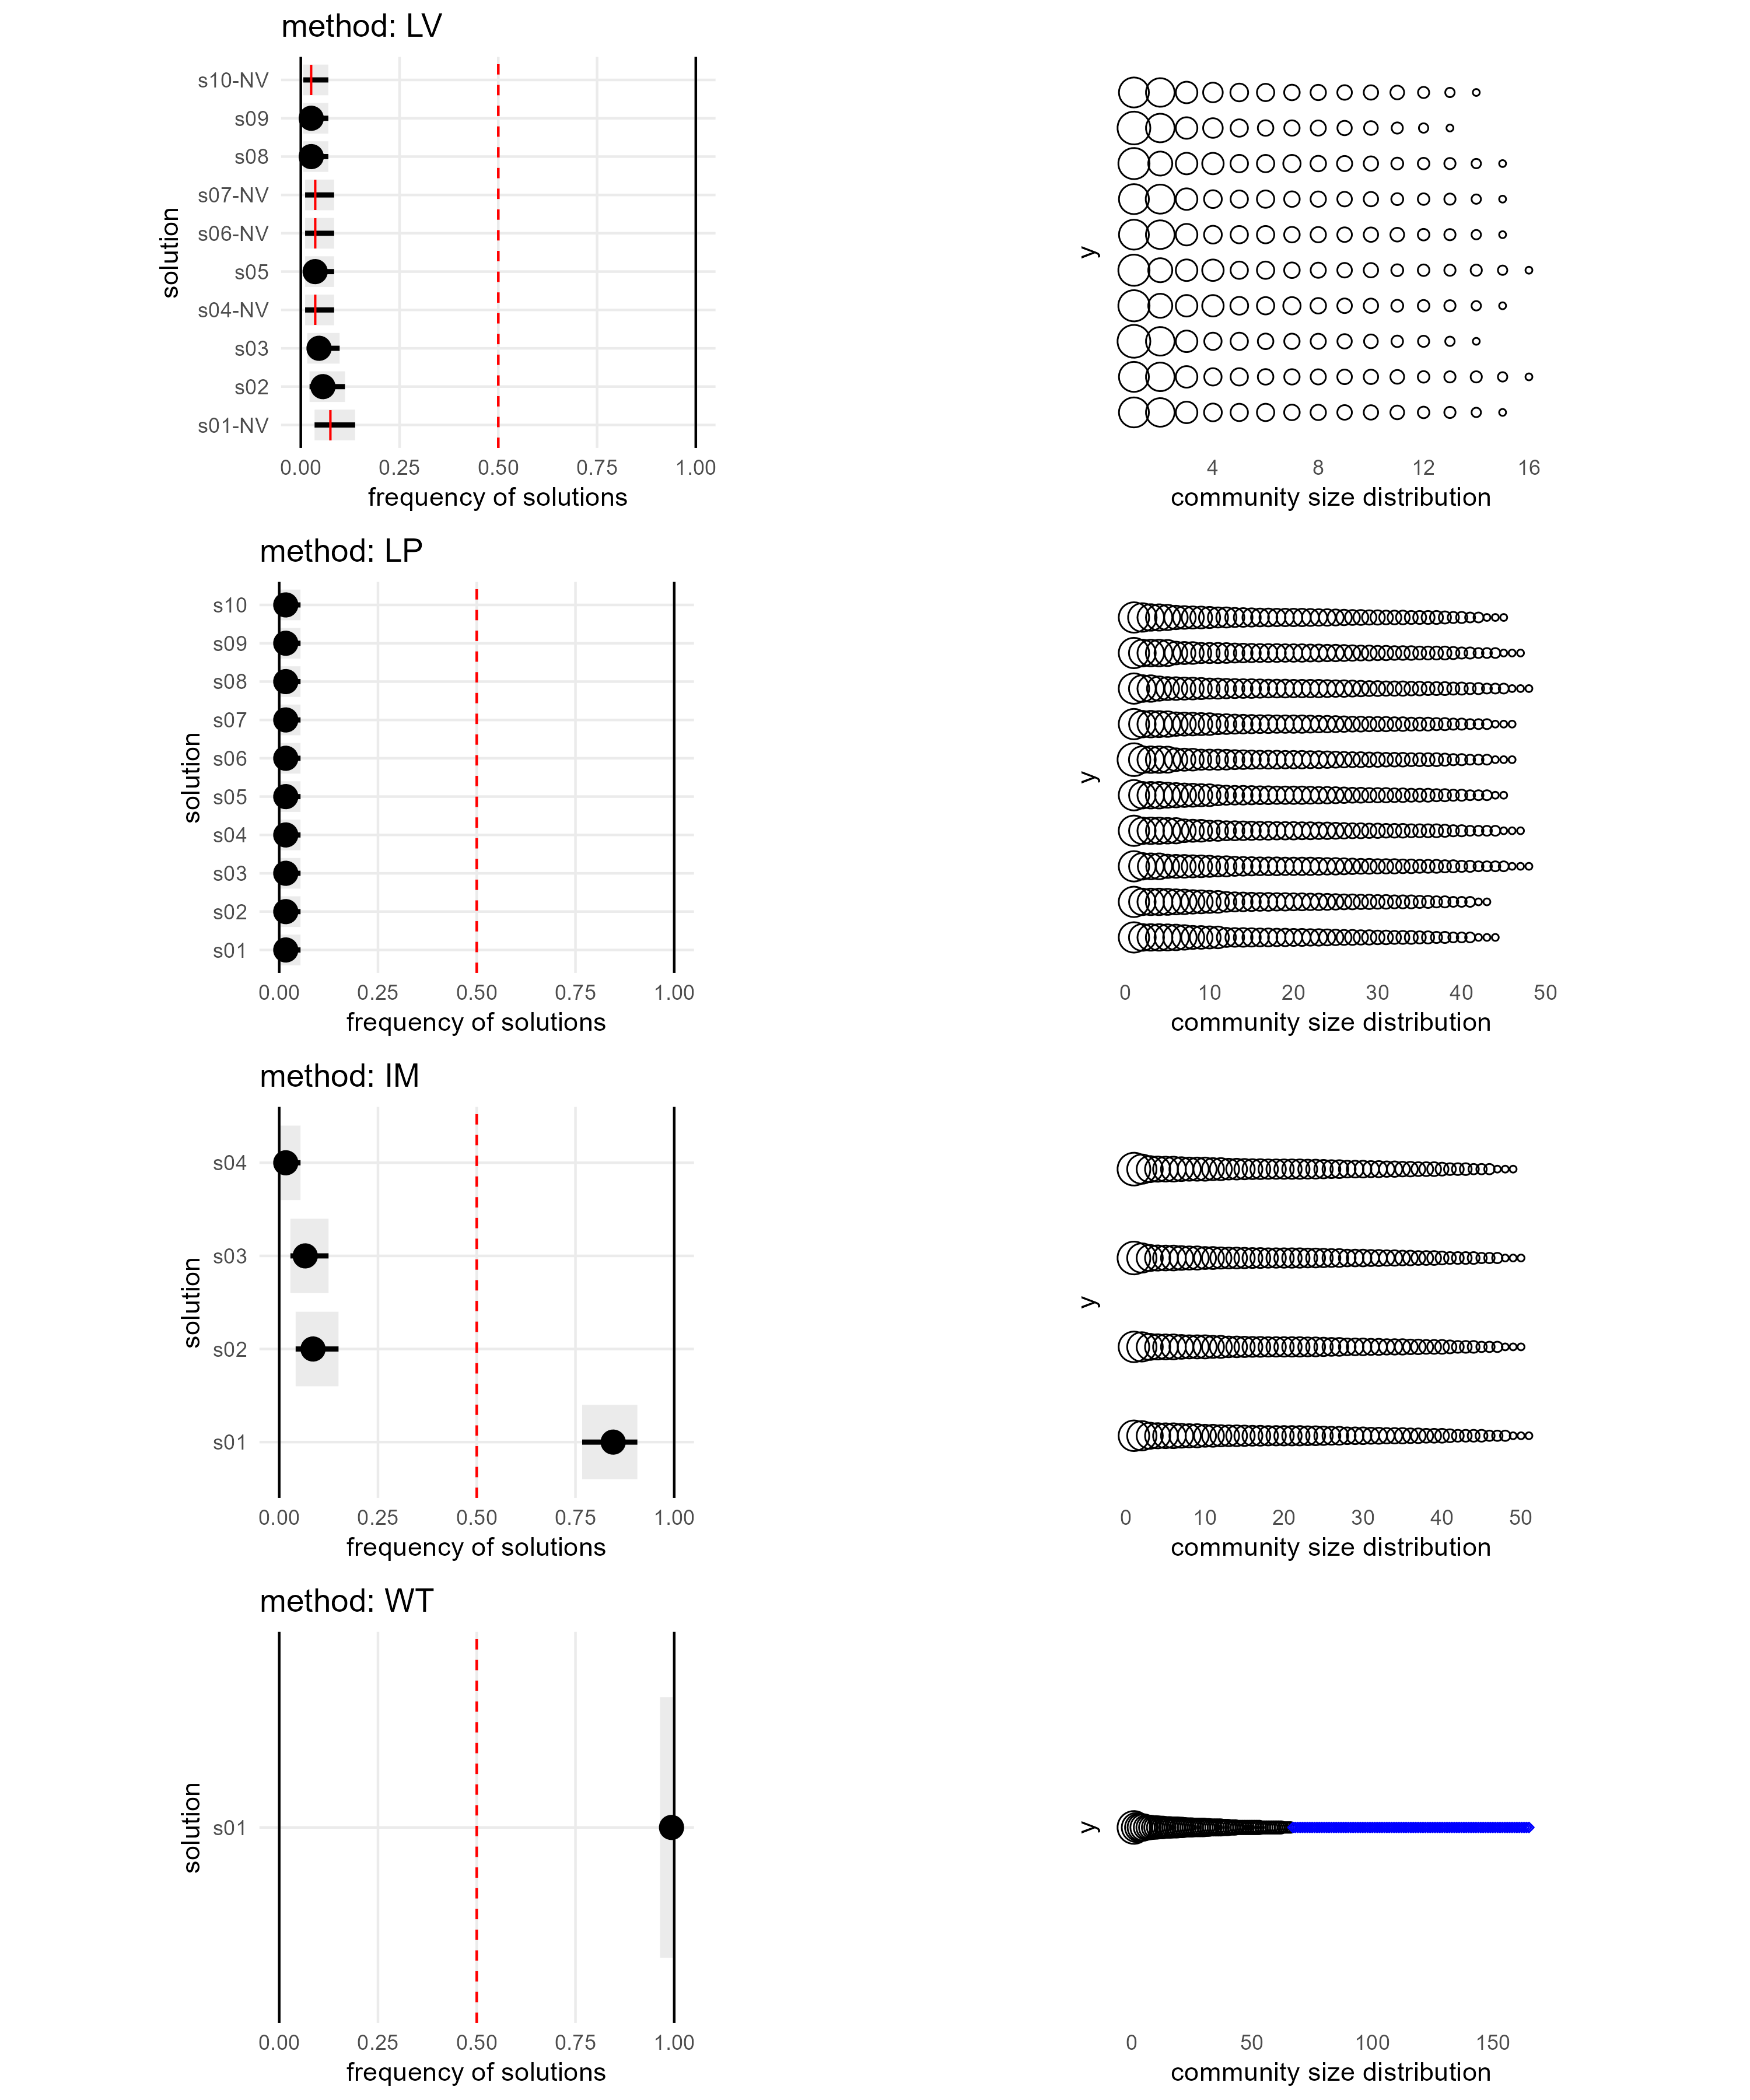 method: LV
s10-NV
s09
s08
s07-NV
s06-NV
s05
s04-NV
s03
s02
s01-NV
solution
0.00 0.25 0.50 0.75 1.00
frequency of solutions
y
4 8 12 16
community size distribution
method: LP
s10
s09
s08
s07
s06
s05
s04
s03
s02
s01
solution
0.00 0.25 0.50 0.75 1.00
frequency of solutions
y
0 10 20 30 40 50
community size distribution
method: IM
s04
s03
s02
s01
solution
0.00 0.25 0.50 0.75 1.00
frequency of solutions
y
0 10 20 30 40 50
community size distribution
method: WT
s01
solution
0.00 0.25 0.50 0.75 1.00
frequency of solutions
y
0 50 100 150
community size distribution